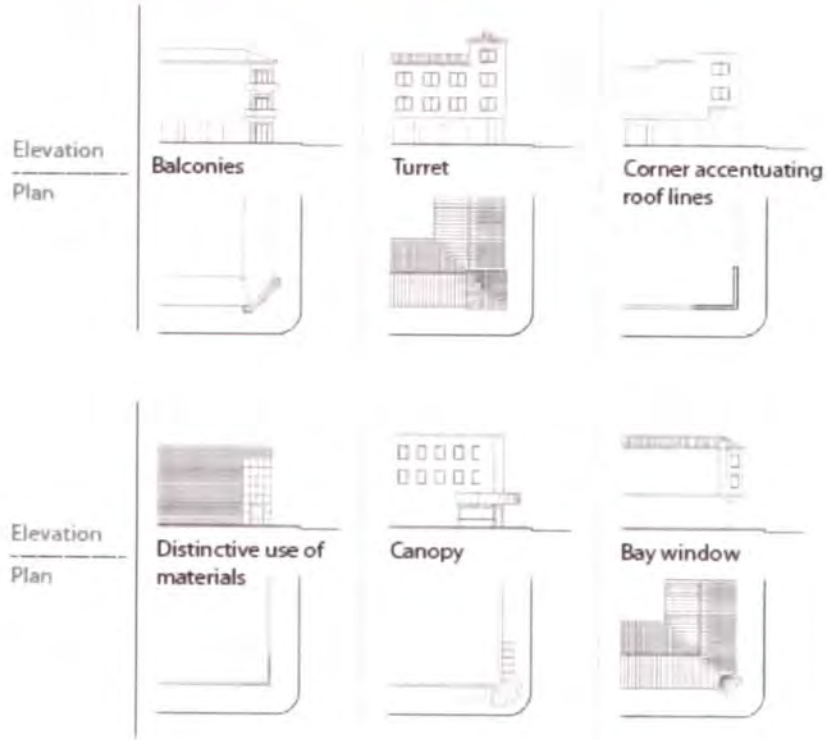 Elevation
Plan
Balconies
Turret
Corner accentuating
roof lines
Elevation
Plan
Distinctive use of
materials
Canopy
Bay window